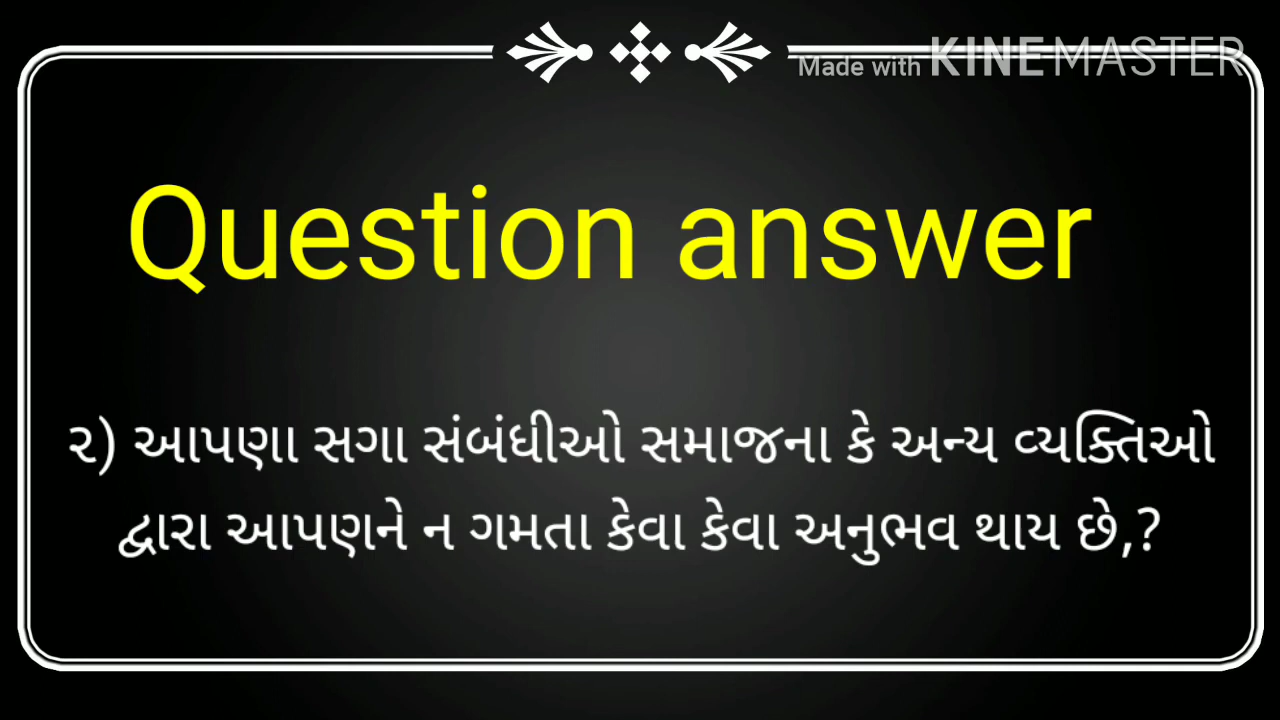 Made with KINEMASTER
Question answer
૨) આપણા સગા સંબંધીઓ સમાજના કે અન્ય વ્યક્તિઓ
દ્વારા આપણને ન ગમતા કેવા કેવા અનુભવ થાય છે,?